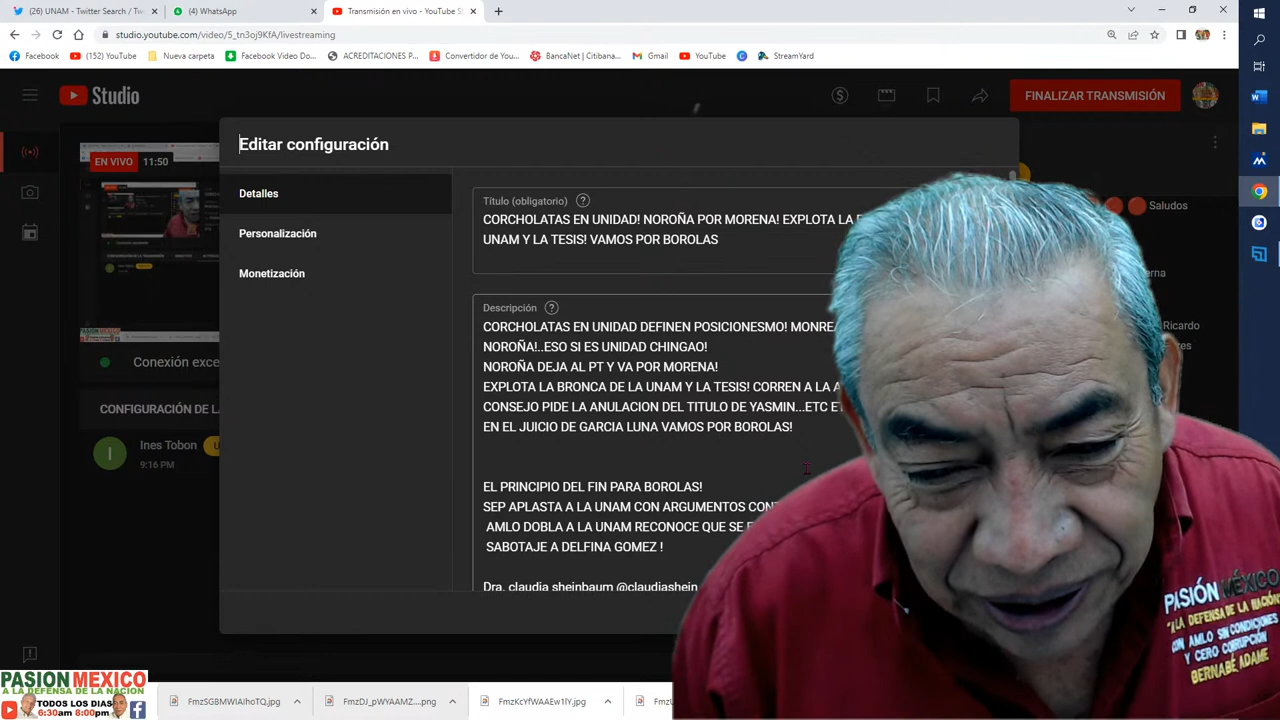 (26) UNAM - Twitter Search / Tw
(4) WhatsApp
Transmisión en vivo - YouTube S
studio.youtube.com/video/5_tn3oj9KfA/livestreaming
Facebook
(152) YouTube
Nueva carpeta
Facebook Video Do...
ACREDITACIONES P...
Convertidor de You...
BancaNet | Citibana...
Gmail
YouTube
StreamYard
Studio
FINALIZAR TRANSMISIÓN
EN VIVO 11:50
Editar configuración
Detalles
Personalización
Monetización
Título (obligatorio)
CORCHOLATAS EN UNIDAD! NOROÑA POR MORENA! EXPLOTA LA
UNAM Y LA TESIS! VAMOS POR BOROLAS
Descripción
CORCHOLATAS EN UNIDAD DEFINEN POSICIONESMO!
NOROÑA!..ESO SI ES UNIDAD CHINGAO!
NOROÑA DEJA AL PT Y VA POR MORENA!
EXPLOTA LA BRONCA DE LA UNAM Y LA TESIS! CORREN A LA
CONSEJO PIDE LA ANULACION DEL TITULO DE YASMIN...ETC
EN EL JUICIO DE GARCIA LUNA VAMOS POR BOROLAS!
EL PRINCIPIO DEL FIN PARA BOROLAS!
SEP APLASTA A LA UNAM CON ARGUMENTOS
AMLO DOBLA A LA UNAM RECONOCE QUE SE
SABOTAJE A DELFINA GOMEZ !
Dra. claudia sheinbaum @claudiashein
Conexión exce
CONFIGURACIÓN DE LA
I
Ines Tobon
9:16 PM
Saludos
Ricardo
PASIÓN MÉXICO
"A LA DEFENSA DE LA NACIÓN"
CON AMLO SIN CONDICIONES
Y CERO CORRUPCIÓN
BERNABÉ ADAME
PASION MEXICO
A LA DEFENSA DE LA NACION
TODOS LOS DIAS
6:30am 8:00pm
FmzSGBMWIAIhoTQ.jpg
FmzDJ_pWYAAMZ....png
FmzKcYfWAAEw1lY.jpg